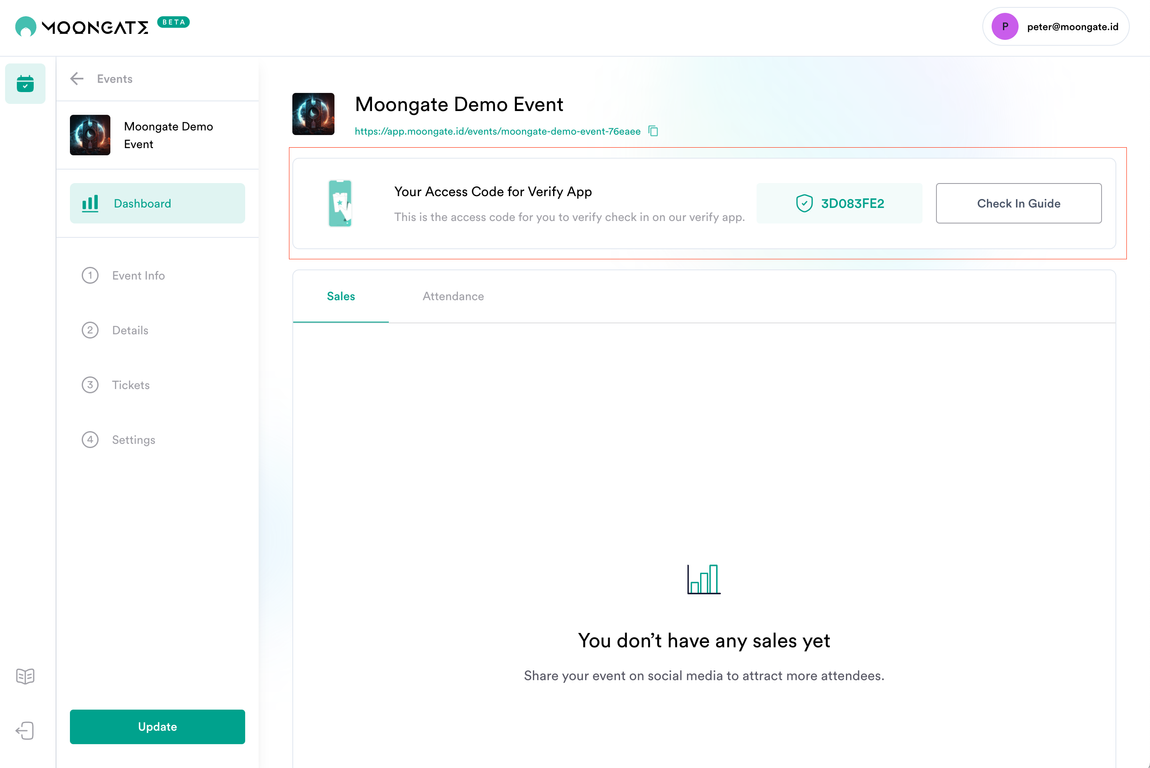 MOONGATE BETA
P peter@moongate.id
Events
Moongate Demo
Event
Dashboard
1 Event Info
2 Details
3 Tickets
4 Settings
Update
Moongate Demo Event
https://app.moongate.id/events/moongate-demo-event-76eaee
Your Access Code for Verify App
This is the access code for you to verify check in on our verify app.
3D083FE2
Check In Guide
Sales Attendance
You don’t have any sales yet
Share your event on social media to attract more attendees.